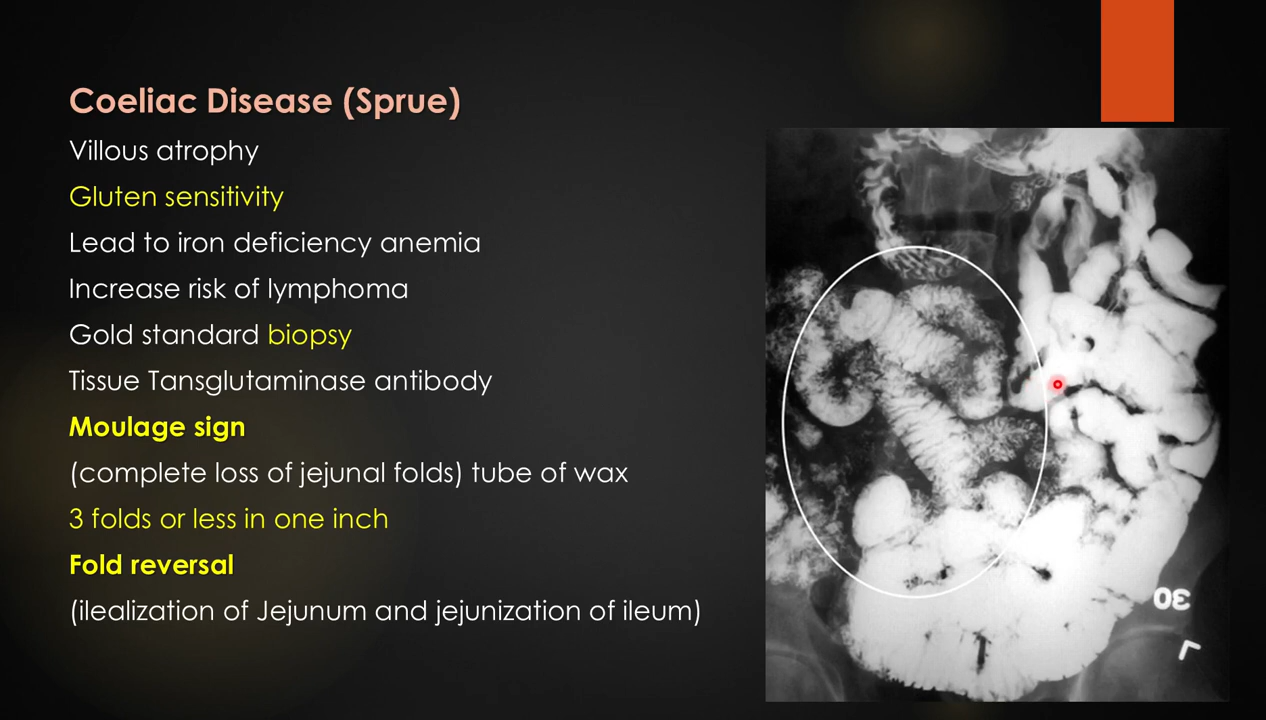 Coeliac Disease (Sprue)
Villous atrophy
Gluten sensitivity
Lead to iron deficiency anemia
Increase risk of lymphoma
Gold standard biopsy
Tissue Tansglutaminase antibody
Moulage sign
(complete loss of jejunal folds) tube of wax
3 folds or less in one inch
Fold reversal
(ilealization of Jejunum and jejunization of ileum)
30
L